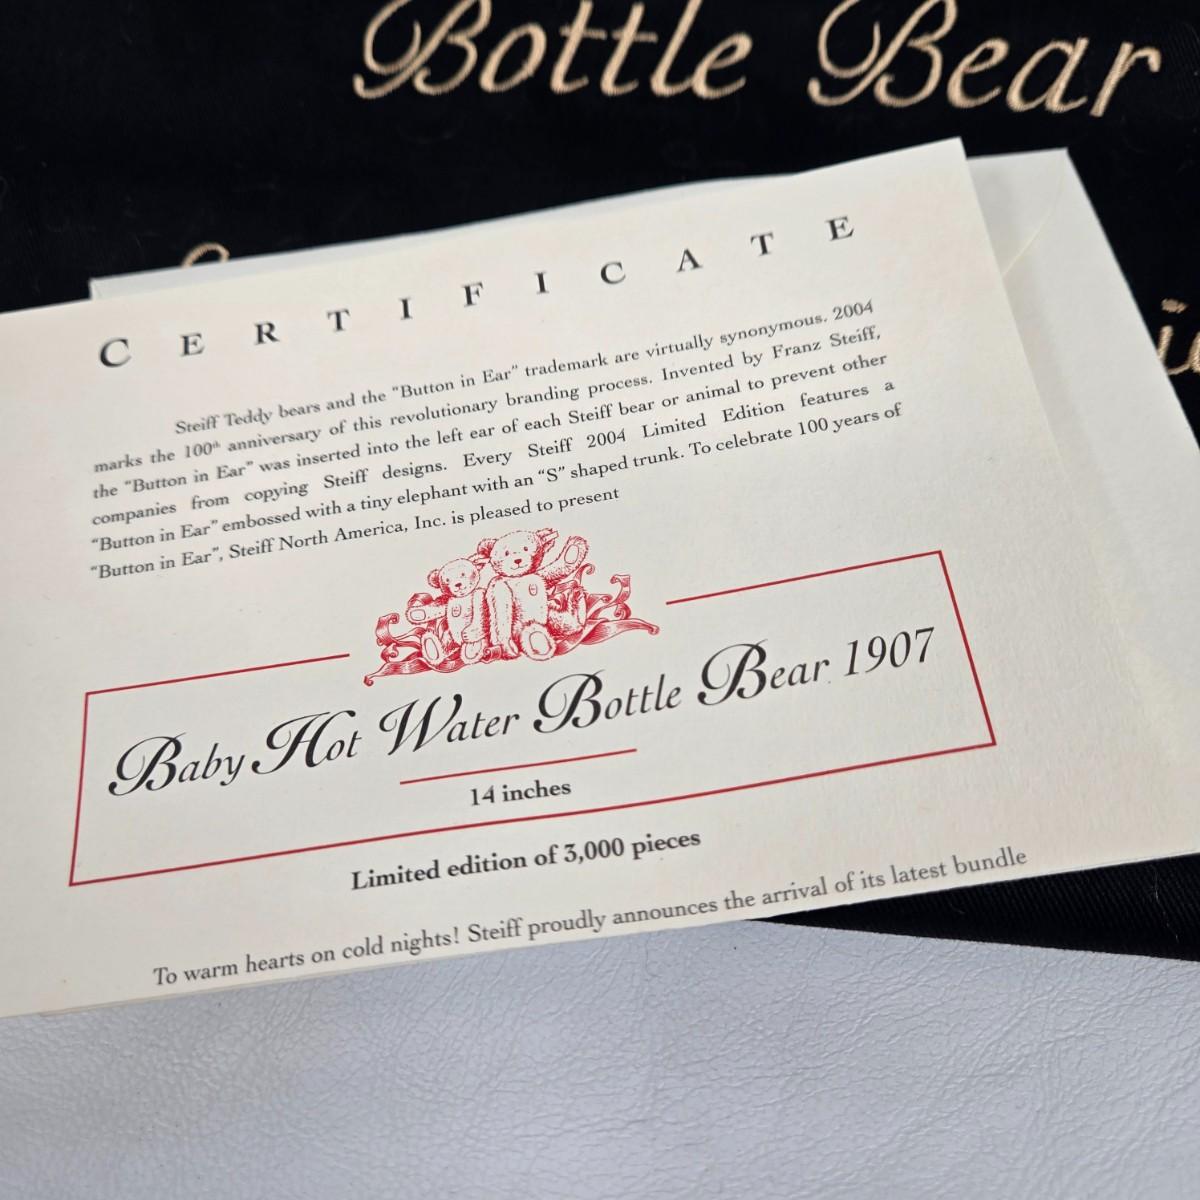 Bottle Bear
CERTIFICATE
Steiff Teddy bears and the "Button in Ear" trademark are virtually synonymous. 2004
marks the 100th anniversary of this revolutionary branding process. Invented by Franz Steiff,
the "Button in Ear" was inserted into the left ear of each Steiff bear or animal to prevent other
companies from copying Steiff designs. Every Steiff 2004 Limited Edition features a
"Button in Ear" embossed with a tiny elephant with an "S" shaped trunk. To celebrate 100 years of
"Button in Ear", Steiff North America, Inc. is pleased to present
Baby Hot Water Bottle Bear 1907
14 inches
Limited edition of 3,000 pieces
To warm hearts on cold nights! Steiff proudly announces the arrival of its latest bundle